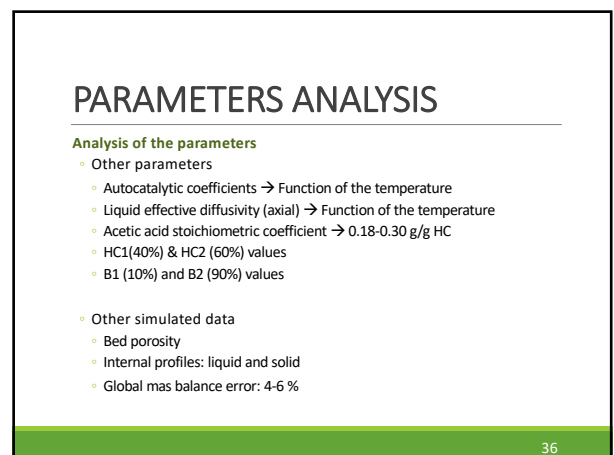 PARAMETERS ANALYSIS
Analysis of the parameters
◦ Other parameters
◦ Autocatalytic coefficients → Function of the temperature
◦ Liquid effective diffusivity (axial) → Function of the temperature
◦ Acetic acid stoichiometric coefficient → 0.18-0.30 g/g HC
◦ HC1(40%) & HC2 (60%) values
◦ B1 (10%) and B2 (90%) values
◦ Other simulated data
◦ Bed porosity
◦ Internal profiles: liquid and solid
◦ Global mas balance error: 4-6 %
36